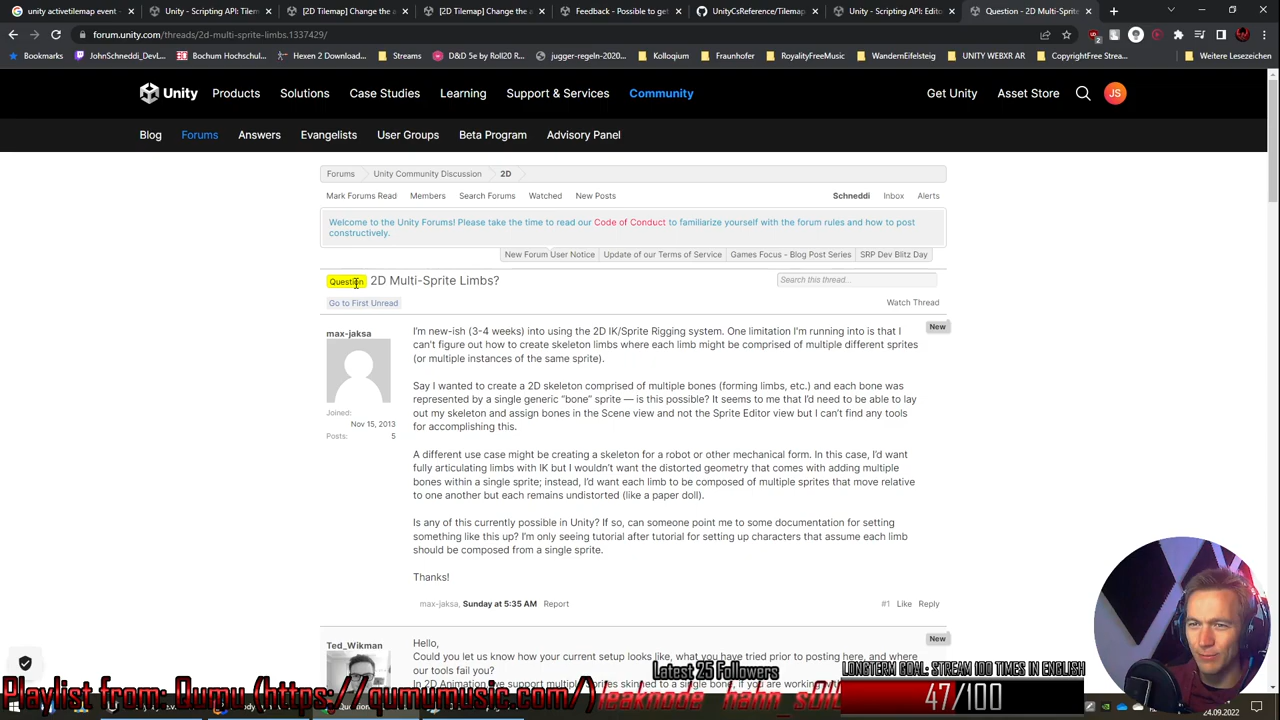 unity activetilemap event -
Unity - Scripting API: Tilem
[2D Tilemap] Change the a
[2D Tilemap] Change the a
Feedback - Possible to get
UnityCsReference/Tilemap
Unity - Scripting API: Editor
Question - 2D Multi-Sprite
forum.unity.com/threads/2d-multi-sprite-limbs.1337429/
Bookmarks
JohnSchneddi_DevL...
Bochum Hochschul...
Hexen 2 Download...
Streams
D&D 5e by Roll20 R...
jugger-regeln-2020...
Kollogium
Fraunhofer
RoyalityFreeMusic
WandernEifelsteig
UNITY WEBXR AR
CopyrightFree Strea...
Weitere Lesezeichen
Unity
Products
Solutions
Case Studies
Learning
Support & Services
Community
Get Unity
Asset Store
JS
Blog
Forums
Answers
Evangelists
User Groups
Beta Program
Advisory Panel
Forums
Unity Community Discussion
2D
Mark Forums Read
Members
Search Forums
Watched
New Posts
Schneddi
Inbox
Alerts
Welcome to the Unity Forums! Please take the time to read our Code of Conduct to familiarize yourself with the forum rules and how to post
constructively.
New Forum User Notice
Update of our Terms of Service
Games Focus - Blog Post Series
SRP Dev Blitz Day
Question 2D Multi-Sprite Limbs?
Search this thread...
Go to First Unread
Watch Thread
max-jaksa
New
I'm new-ish (3-4 weeks) into using the 2D IK/Sprite Rigging system. One limitation I'm running into is that I
can't figure out how to create skeleton limbs where each limb might be comprised of multiple different sprites
(or multiple instances of the same sprite).
Say I wanted to create a 2D skeleton comprised of multiple bones (forming limbs, etc.) and each bone was
represented by a single generic "bone" sprite — is this possible? It seems to me that I'd need to be able to lay
out my skeleton and assign bones in the Scene view and not the Sprite Editor view but I can't find any tools
for accomplishing this.
Joined:
Nov 15, 2013
Posts: 5
A different use case might be creating a skeleton for a robot or other mechanical form. In this case, I'd want
fully articulating limbs with IK but I wouldn't want the distorted geometry that comes with adding multiple
bones within a single sprite; instead, I'd want each limb to be composed of multiple sprites that move relative
to one another but each remains undistorted (like a paper doll).
Is any of this currently possible in Unity? If so, can someone point me to some documentation for setting
something like this up? I'm only seeing tutorial after tutorial for setting up characters that assume each limb
should be composed from a single sprite.
Thanks!
max-jaksa, Sunday at 5:35 AM Report
#1 Like Reply
Ted_Wikman
New
Hello,
Could you let us know how your current setup looks like, what you have tried prior to posting here, and where
our tools fail you?
Latest 25 Followers
LONGTERM GOAL: STREAM 100 TIMES IN ENGLISH
Playlist from: Qumu (https://qumumusic.com/)
47/100
24.09.2022